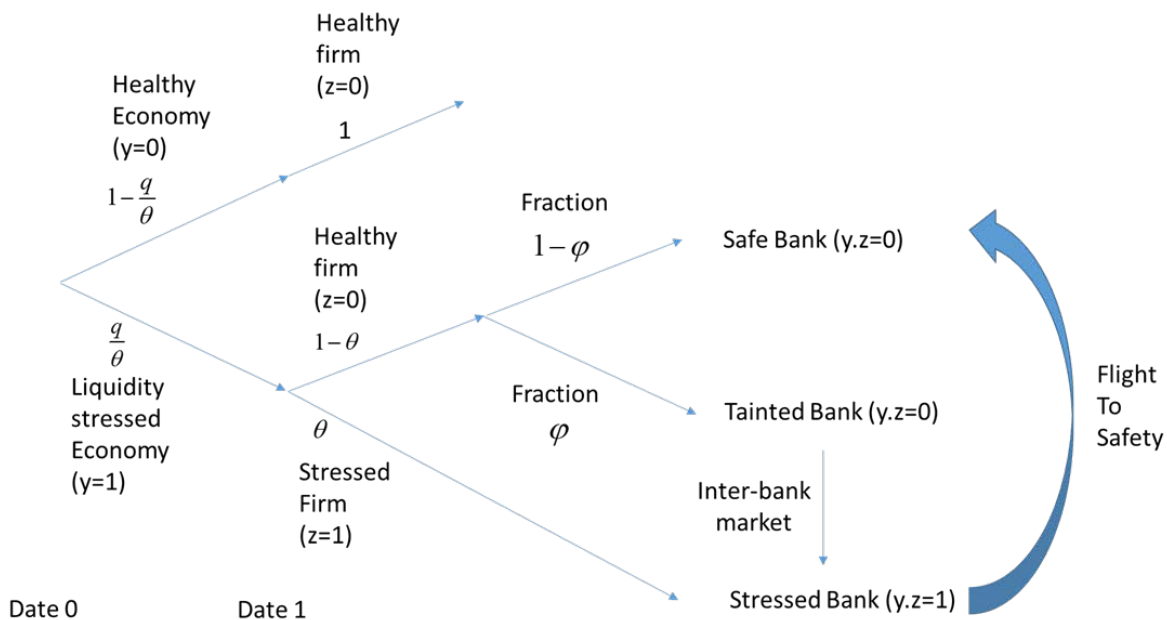 Healthy
firm
(z=0)
1
Healthy
Economy
(y=0)
1 - q/θ
q/θ
Liquidity
stressed
Economy
(y=1)
Healthy
firm
(z=0)
1 - θ
θ
Stressed
Firm
(z=1)
Fraction
1 - φ
Fraction
φ
Safe Bank (y.z=0)
Tainted Bank (y.z=0)
Inter-bank
market
Stressed Bank (y.z=1)
Flight
To
Safety
Date 0
Date 1